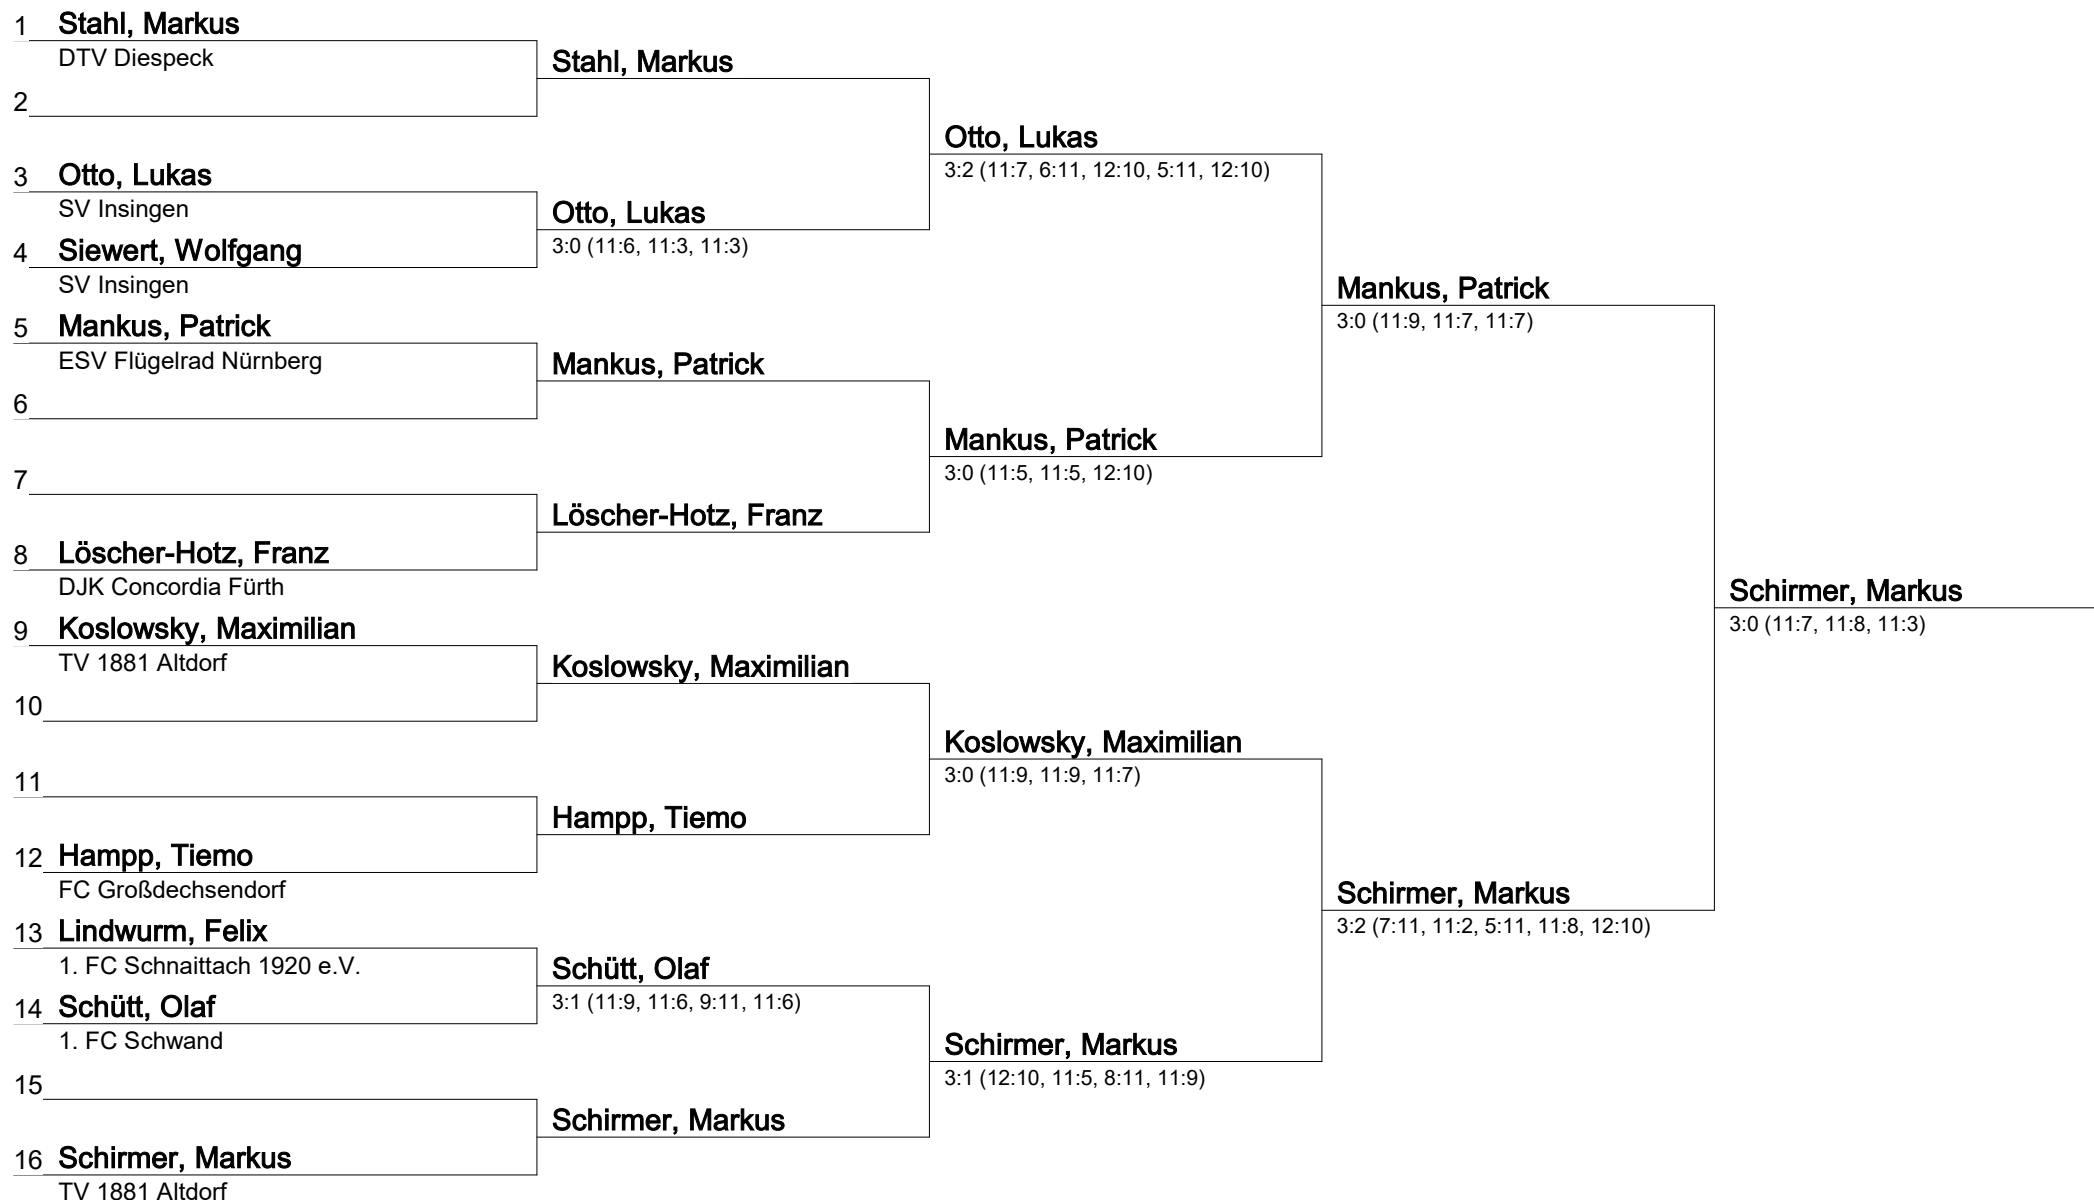 1 Stahl, Markus
DTV Diespeck
Stahl, Markus
2
Otto, Lukas
3:2 (11:7, 6:11, 12:10, 5:11, 12:10)
3 Otto, Lukas
SV Insingen
Otto, Lukas
3:0 (11:6, 11:3, 11:3)
4 Siewert, Wolfgang
SV Insingen
Mankus, Patrick
3:0 (11:9, 11:7, 11:7)
5 Mankus, Patrick
ESV Flügelrad Nürnberg
Mankus, Patrick
6
Mankus, Patrick
3:0 (11:5, 11:5, 12:10)
7
Löscher-Hotz, Franz
8 Löscher-Hotz, Franz
DJK Concordia Fürth
Schirmer, Markus
3:0 (11:7, 11:8, 11:3)
9 Koslowsky, Maximilian
TV 1881 Altdorf
Koslowsky, Maximilian
10
Koslowsky, Maximilian
3:0 (11:9, 11:9, 11:7)
11
Hampp, Tiemo
12 Hampp, Tiemo
FC Großdechsendorf
Schirmer, Markus
3:2 (7:11, 11:2, 5:11, 11:8, 12:10)
13 Lindwurm, Felix
1. FC Schnaittach 1920 e.V.
Schütt, Olaf
3:1 (11:9, 11:6, 9:11, 11:6)
14 Schütt, Olaf
1. FC Schwand
Schirmer, Markus
3:1 (12:10, 11:5, 8:11, 11:9)
15
Schirmer, Markus
16 Schirmer, Markus
TV 1881 Altdorf